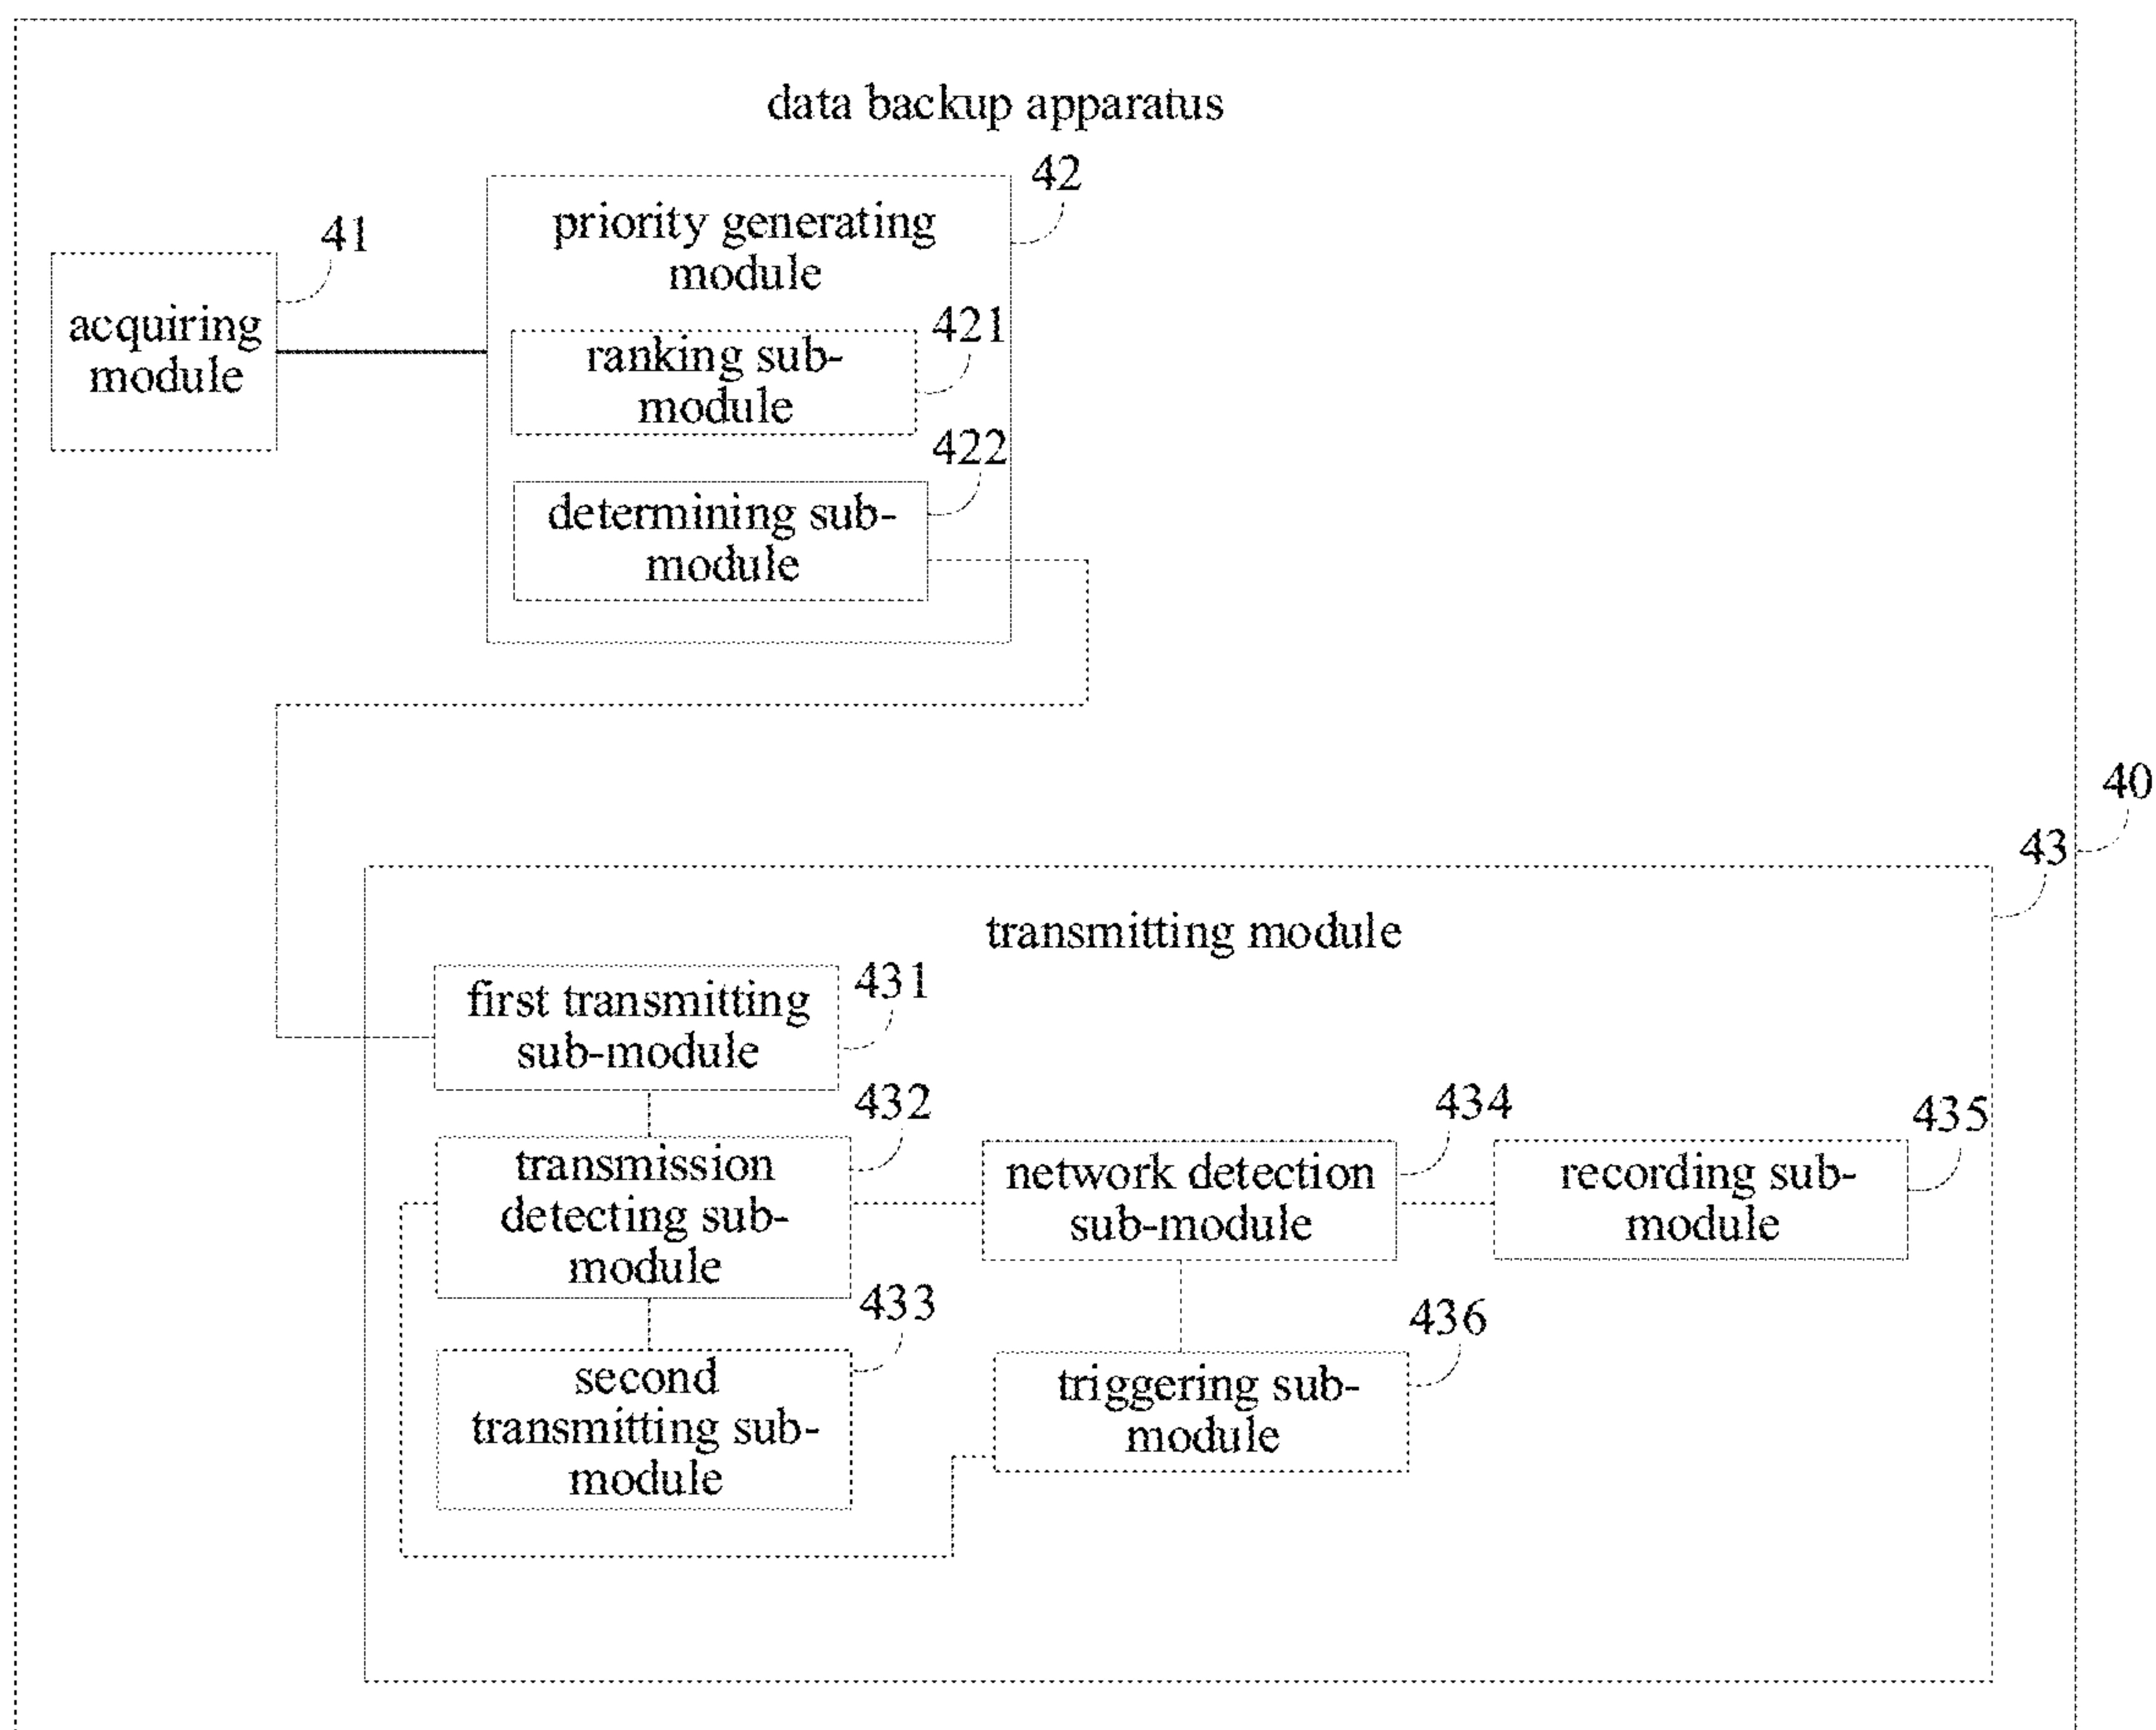 data backup apparatus
42
priority generating
module
41
acquiring
module
421
ranking sub-
module
422
determining sub-
module
40
43
transmitting module
431
first transmitting
sub-module
432
transmission
detecting sub-
module
434
network detection
sub-module
435
recording sub-
module
433
second
transmitting sub-
module
436
triggering sub-
module